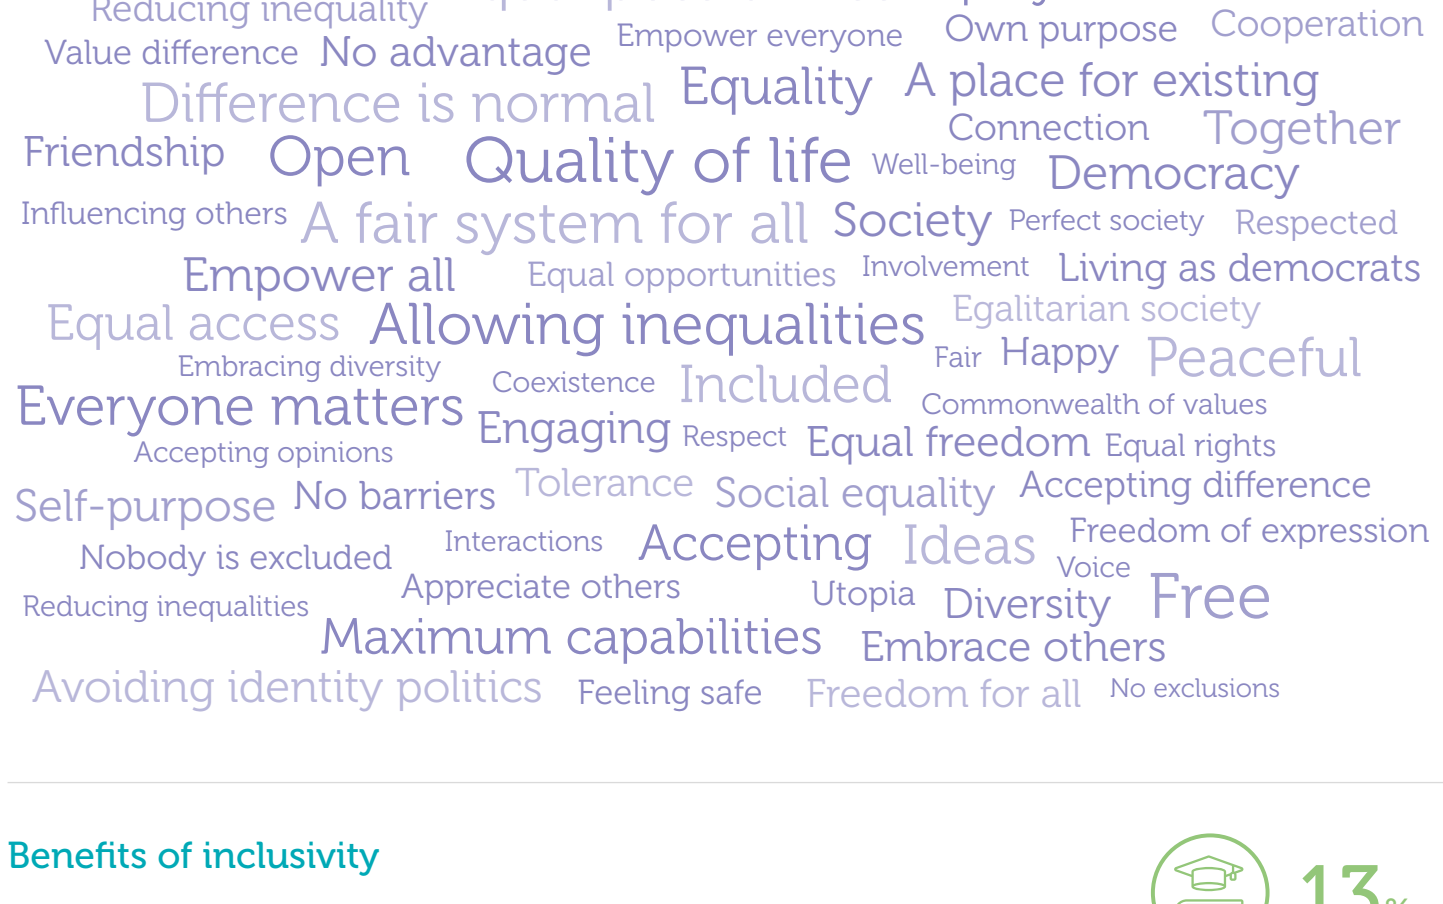 Reducing inequality
Value difference No advantage Empower everyone Own purpose Cooperation
Difference is normal Equality A place for existing
Friendship Open Quality of life Well-being Connection Together
Democracy
Influencing others A fair system for all Society Perfect society Respected
Empower all Equal opportunities Involvement Living as democrats
Equal access Allowing inequalities Egalitarian society
Embracing diversity Coexistence Included Fair Happy Peaceful
Everyone matters Engaging Respect Commonwealth of values
Accepting opinions Equal freedom Equal rights
Self-purpose No barriers Tolerance Social equality Accepting difference
Nobody is excluded Interactions Accepting Ideas Freedom of expression
Voice
Reducing inequalities Appreciate others Utopia Diversity Free
Maximum capabilities Embrace others
Avoiding identity politics Feeling safe Freedom for all No exclusions
Benefits of inclusivity
13%